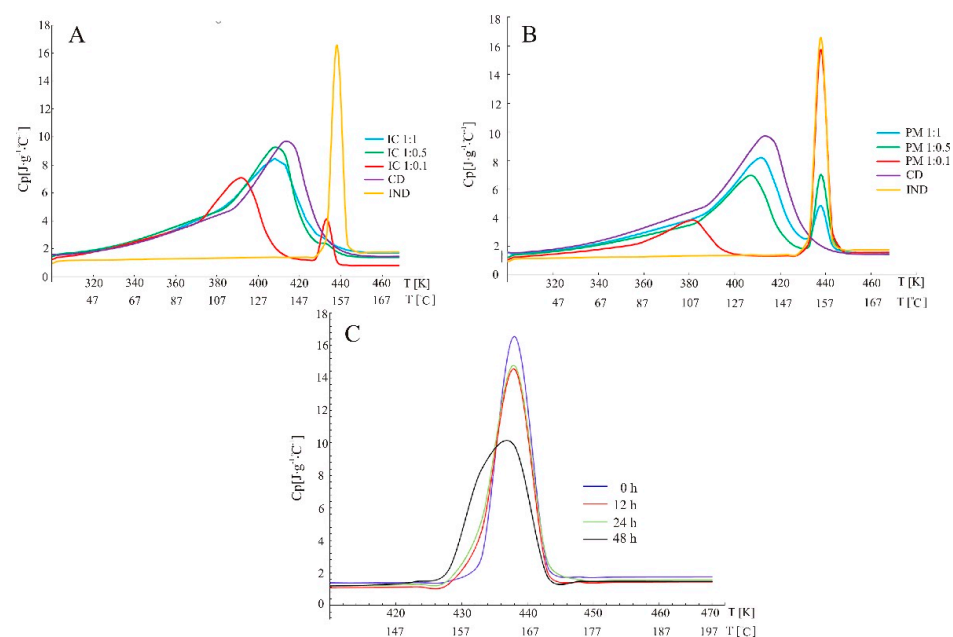 A
18
16
14
12
10
8
6
4
2
0
Cp[J·g⁻¹·C⁻]
IC 1:1
IC 1:0.5
IC 1:0.1
CD
IND
320 340 360 380 400 420 440 460 T [K]
47 67 87 107 127 147 157 167 T [°C]
B
18
16
14
12
10
8
6
4
2
0
Cp[J·g⁻¹·C⁻¹]
PM 1:1
PM 1:0.5
PM 1:0.1
CD
IND
320 340 360 380 400 420 440 460 T [K]
47 67 87 107 127 147 157 167 T [°C]
C
18
16
14
12
10
8
6
4
2
0
Cp[J·g⁻¹·C⁻]
0 h
12 h
24 h
48 h
420 430 440 450 460 470 T [K]
147 157 167 177 187 197 T [C]